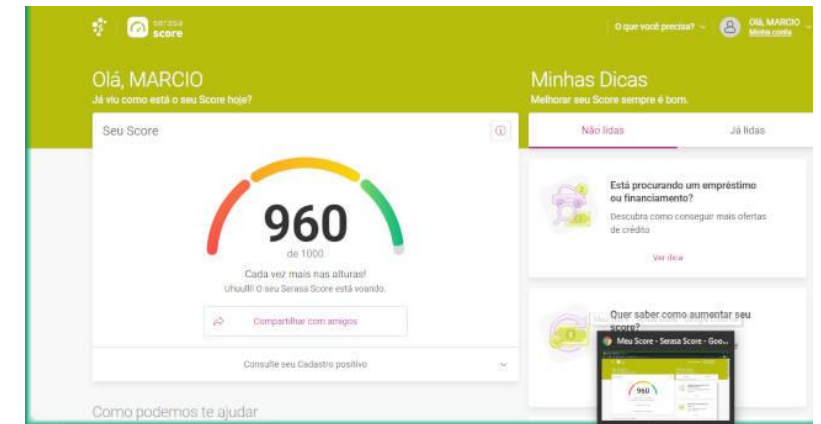 serasa
score
O que você precisa?
Olá, MARCIO
Minha conta
Olá, MARCIO
Já viu como está o seu Score hoje?
Minhas Dicas
Melhorar seu Score sempre é bom.
Seu Score
Não lidas
Já lidas
960
de 1000
Cada vez mais nas alturas!
Uhuull! O seu Serasa Score está voando.
Compartilhar com amigos
Consulte seu Cadastro positivo
Está procurando um empréstimo
ou financiamento?
Descubra como conseguir mais ofertas
de crédito
Ver dica
Quer saber como aumentar seu
score?
Meu Score - Serasa Score - Goo...
960
Como podemos te ajudar